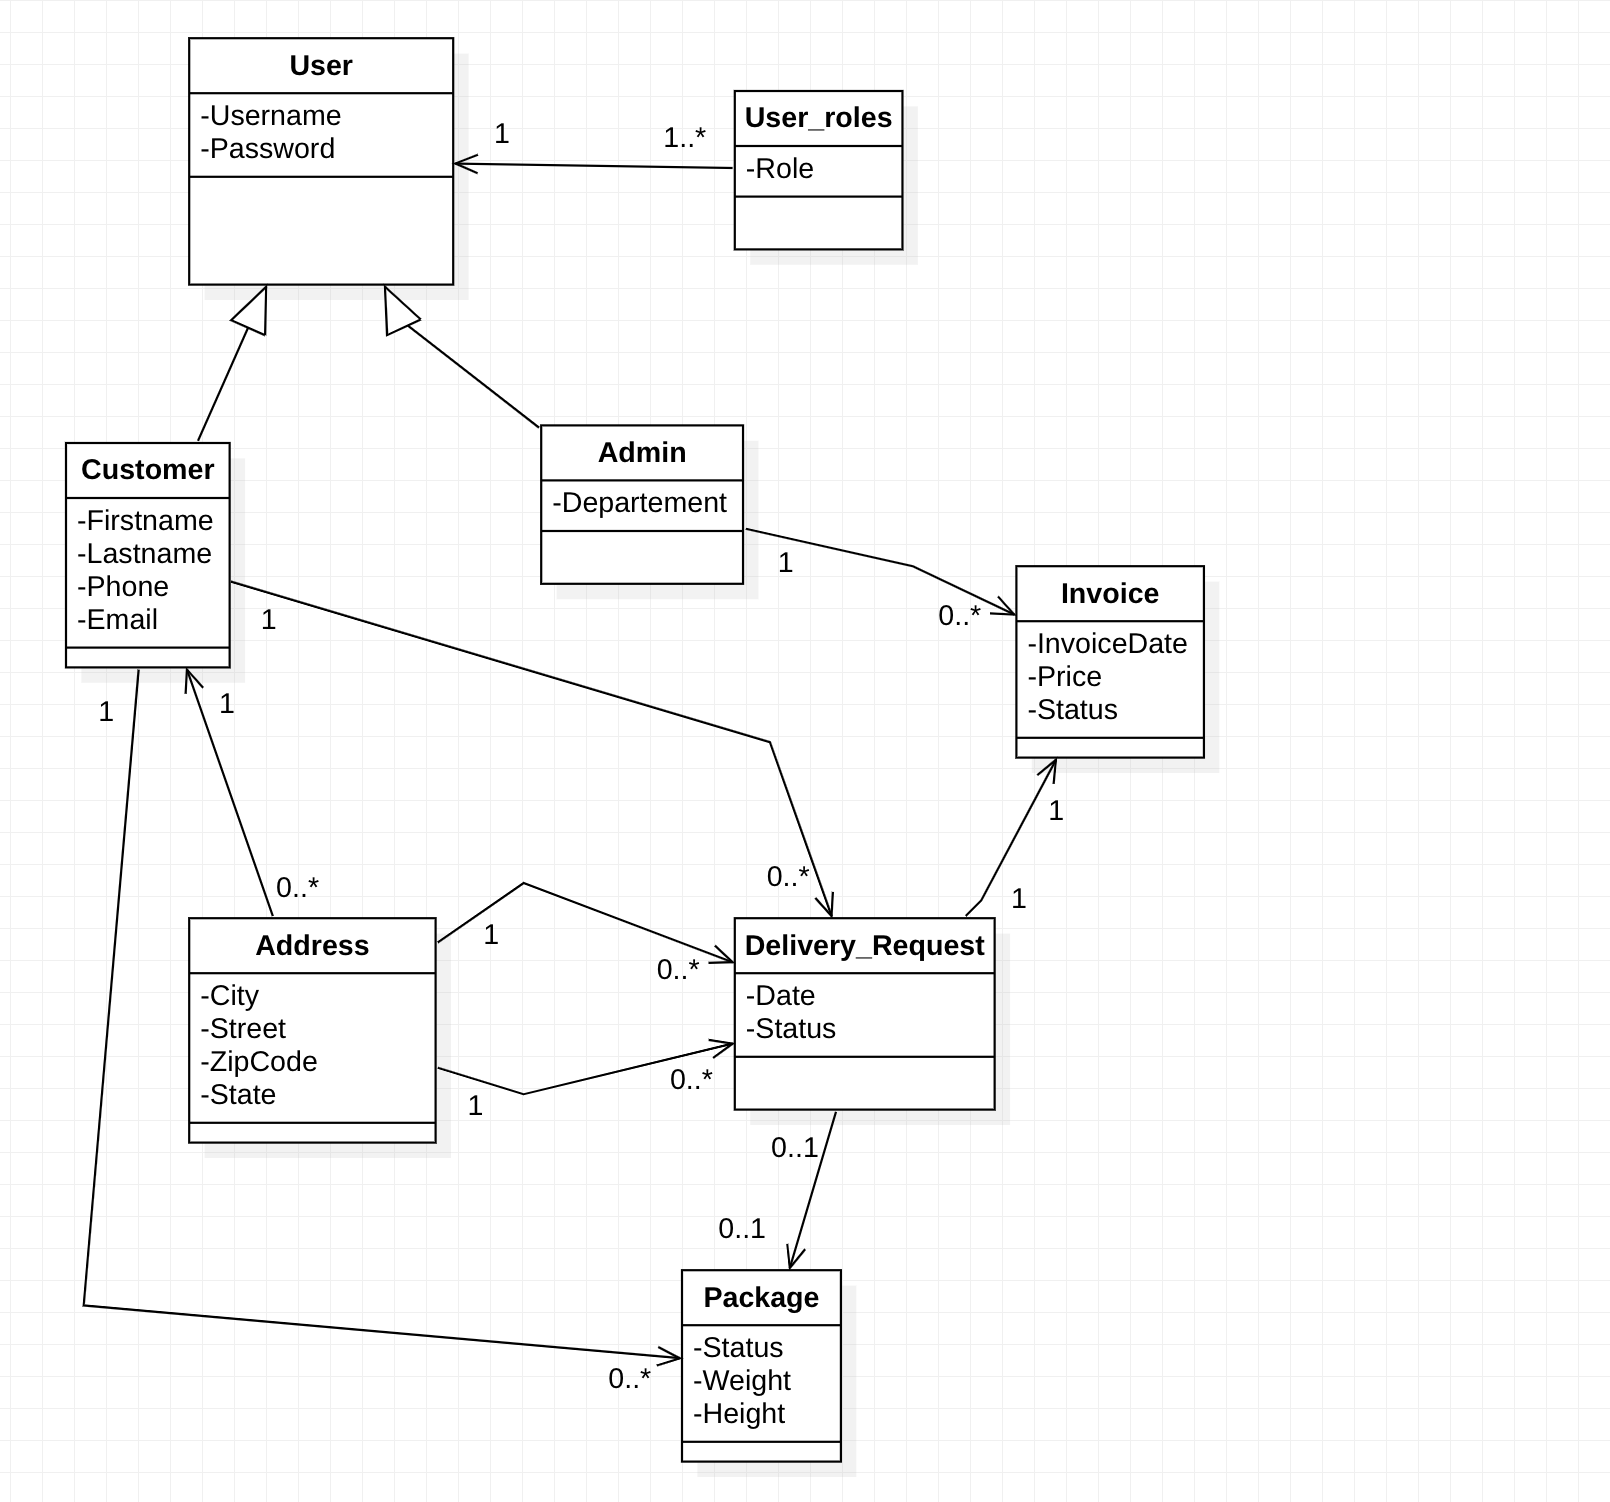 User
-Username
-Password
1
1..*
User_roles
-Role
Customer
-Firstname
-Lastname
-Phone
-Email
Admin
-Departement
1
0..*
Invoice
-InvoiceDate
-Price
-Status
1
1
1
0..*
0..*
1
1
Address
-City
-Street
-ZipCode
-State
1
0..*
1
0..*
Delivery_Request
-Date
-Status
0..1
0..1
0..*
Package
-Status
-Weight
-Height